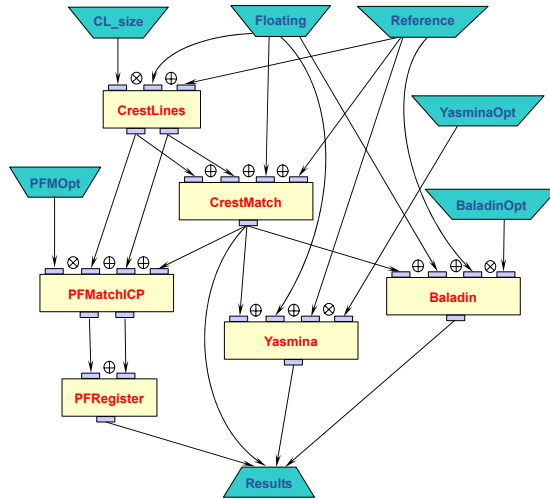 CL_size
Floating
Reference
⊗ ⊕
CrestLines
YasminaOpt
PFMOpt
⊕ ⊕ ⊕
CrestMatch
BaladinOpt
⊗ ⊕ ⊕
PFMatchICP
⊕ ⊕ ⊗
Baladin
⊕ ⊕ ⊗
Yasmina
⊕
PFRegister
Results